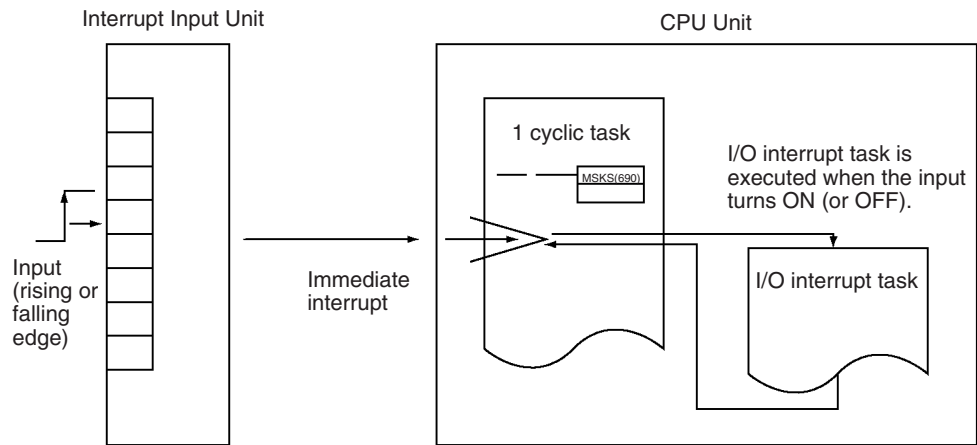 Interrupt Input Unit
CPU Unit
1 cyclic task
MSKS(690)
I/O interrupt task is
executed when the input
turns ON (or OFF).
Input
(rising or
falling
edge)
Immediate
interrupt
I/O interrupt task